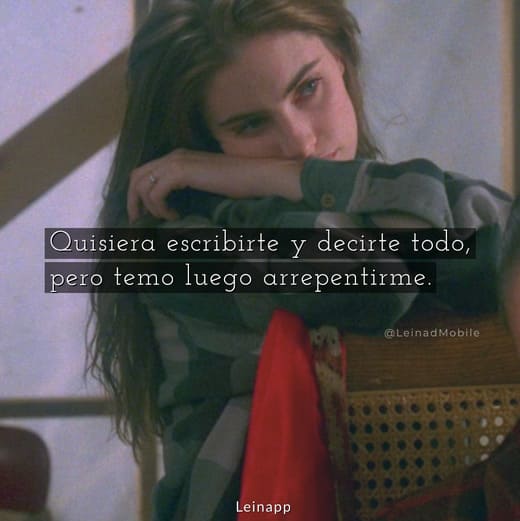 Quisiera escribirte y decirte todo,
pero temo luego arrepentirme.
@LeinadMobile
Leinapp